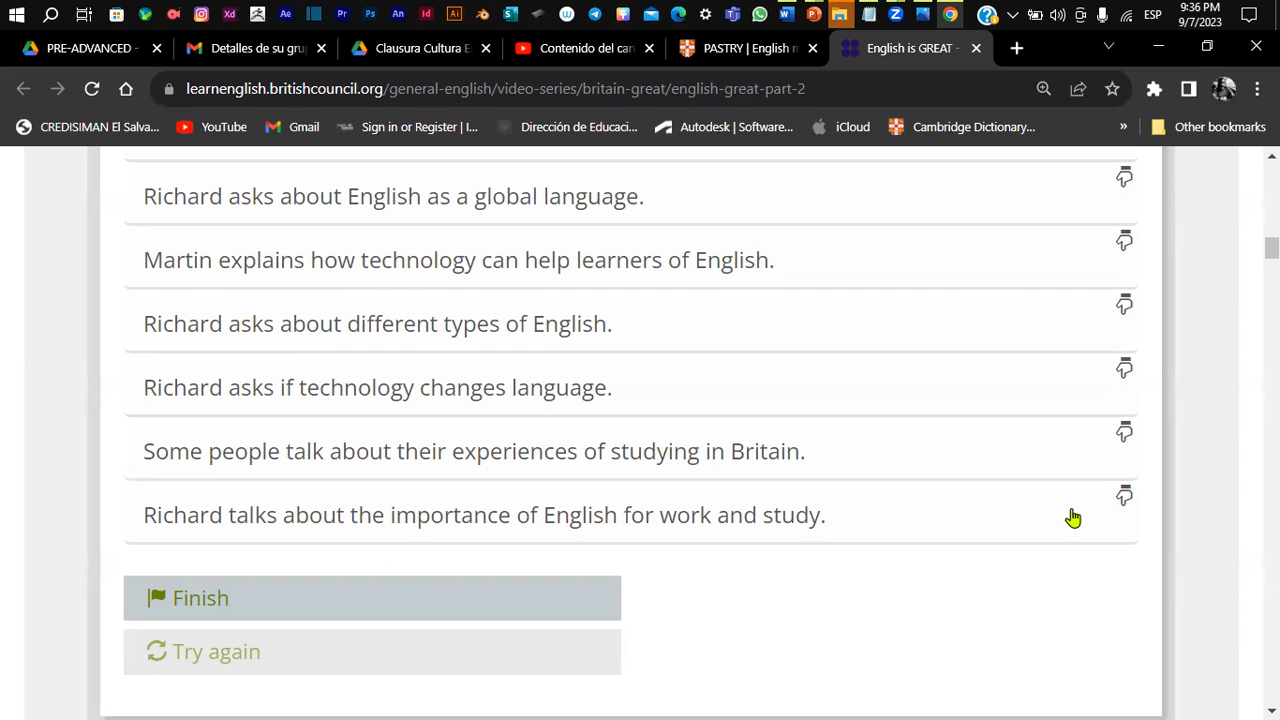 9:36 PM
ESP
9/7/2023
PRE-ADVANCED -
Detalles de su gru
Clausura Cultura E
Contenido del can
PASTRY | English m
English is GREAT -
learnenglish.britishcouncil.org/general-english/video-series/britain-great/english-great-part-2
CREDISIMAN El Salva...
YouTube
Gmail
Sign in or Register | I...
Dirección de Educaci...
Autodesk | Software...
iCloud
Cambridge Dictionary...
»
Other bookmarks
Richard asks about English as a global language.
Martin explains how technology can help learners of English.
Richard asks about different types of English.
Richard asks if technology changes language.
Some people talk about their experiences of studying in Britain.
Richard talks about the importance of English for work and study.
Finish
Try again